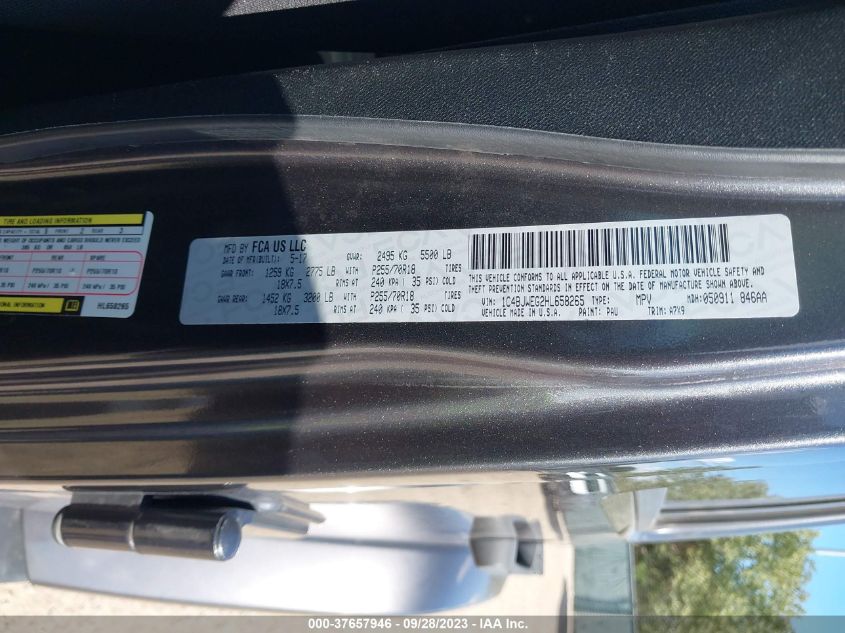 TIRE AND LOADING INFORMATION
HL658265
MFD BY FCA US LLC
DATE OF MFR(BUILT): 5-17 GVWR: 2495 KG 5500 LB
GAWR FRONT: 1259 KG 2775 LB WITH P255/70R18 TIRES
18X7.5 RIMS AT 240 KPA ( 35 PSI) COLD
GAWR REAR: 1452 KG 3200 LB WITH P255/70R18 TIRES
18X7.5 RIMS AT 240 KPA ( 35 PSI) COLD
THIS VEHICLE CONFORMS TO ALL APPLICABLE U.S.A. FEDERAL MOTOR VEHICLE SAFETY AND
THEFT PREVENTION STANDARDS IN EFFECT ON THE DATE OF MANUFACTURE SHOWN ABOVE.
VIN: 1C4BJWEG2HL658265 TYPE: MPV MDH: 050911 846AA
VEHICLE MADE IN U.S.A. PAINT: PAU TRIM: A7X9
000-37657946 - 09/28/2023 - IAA Inc.